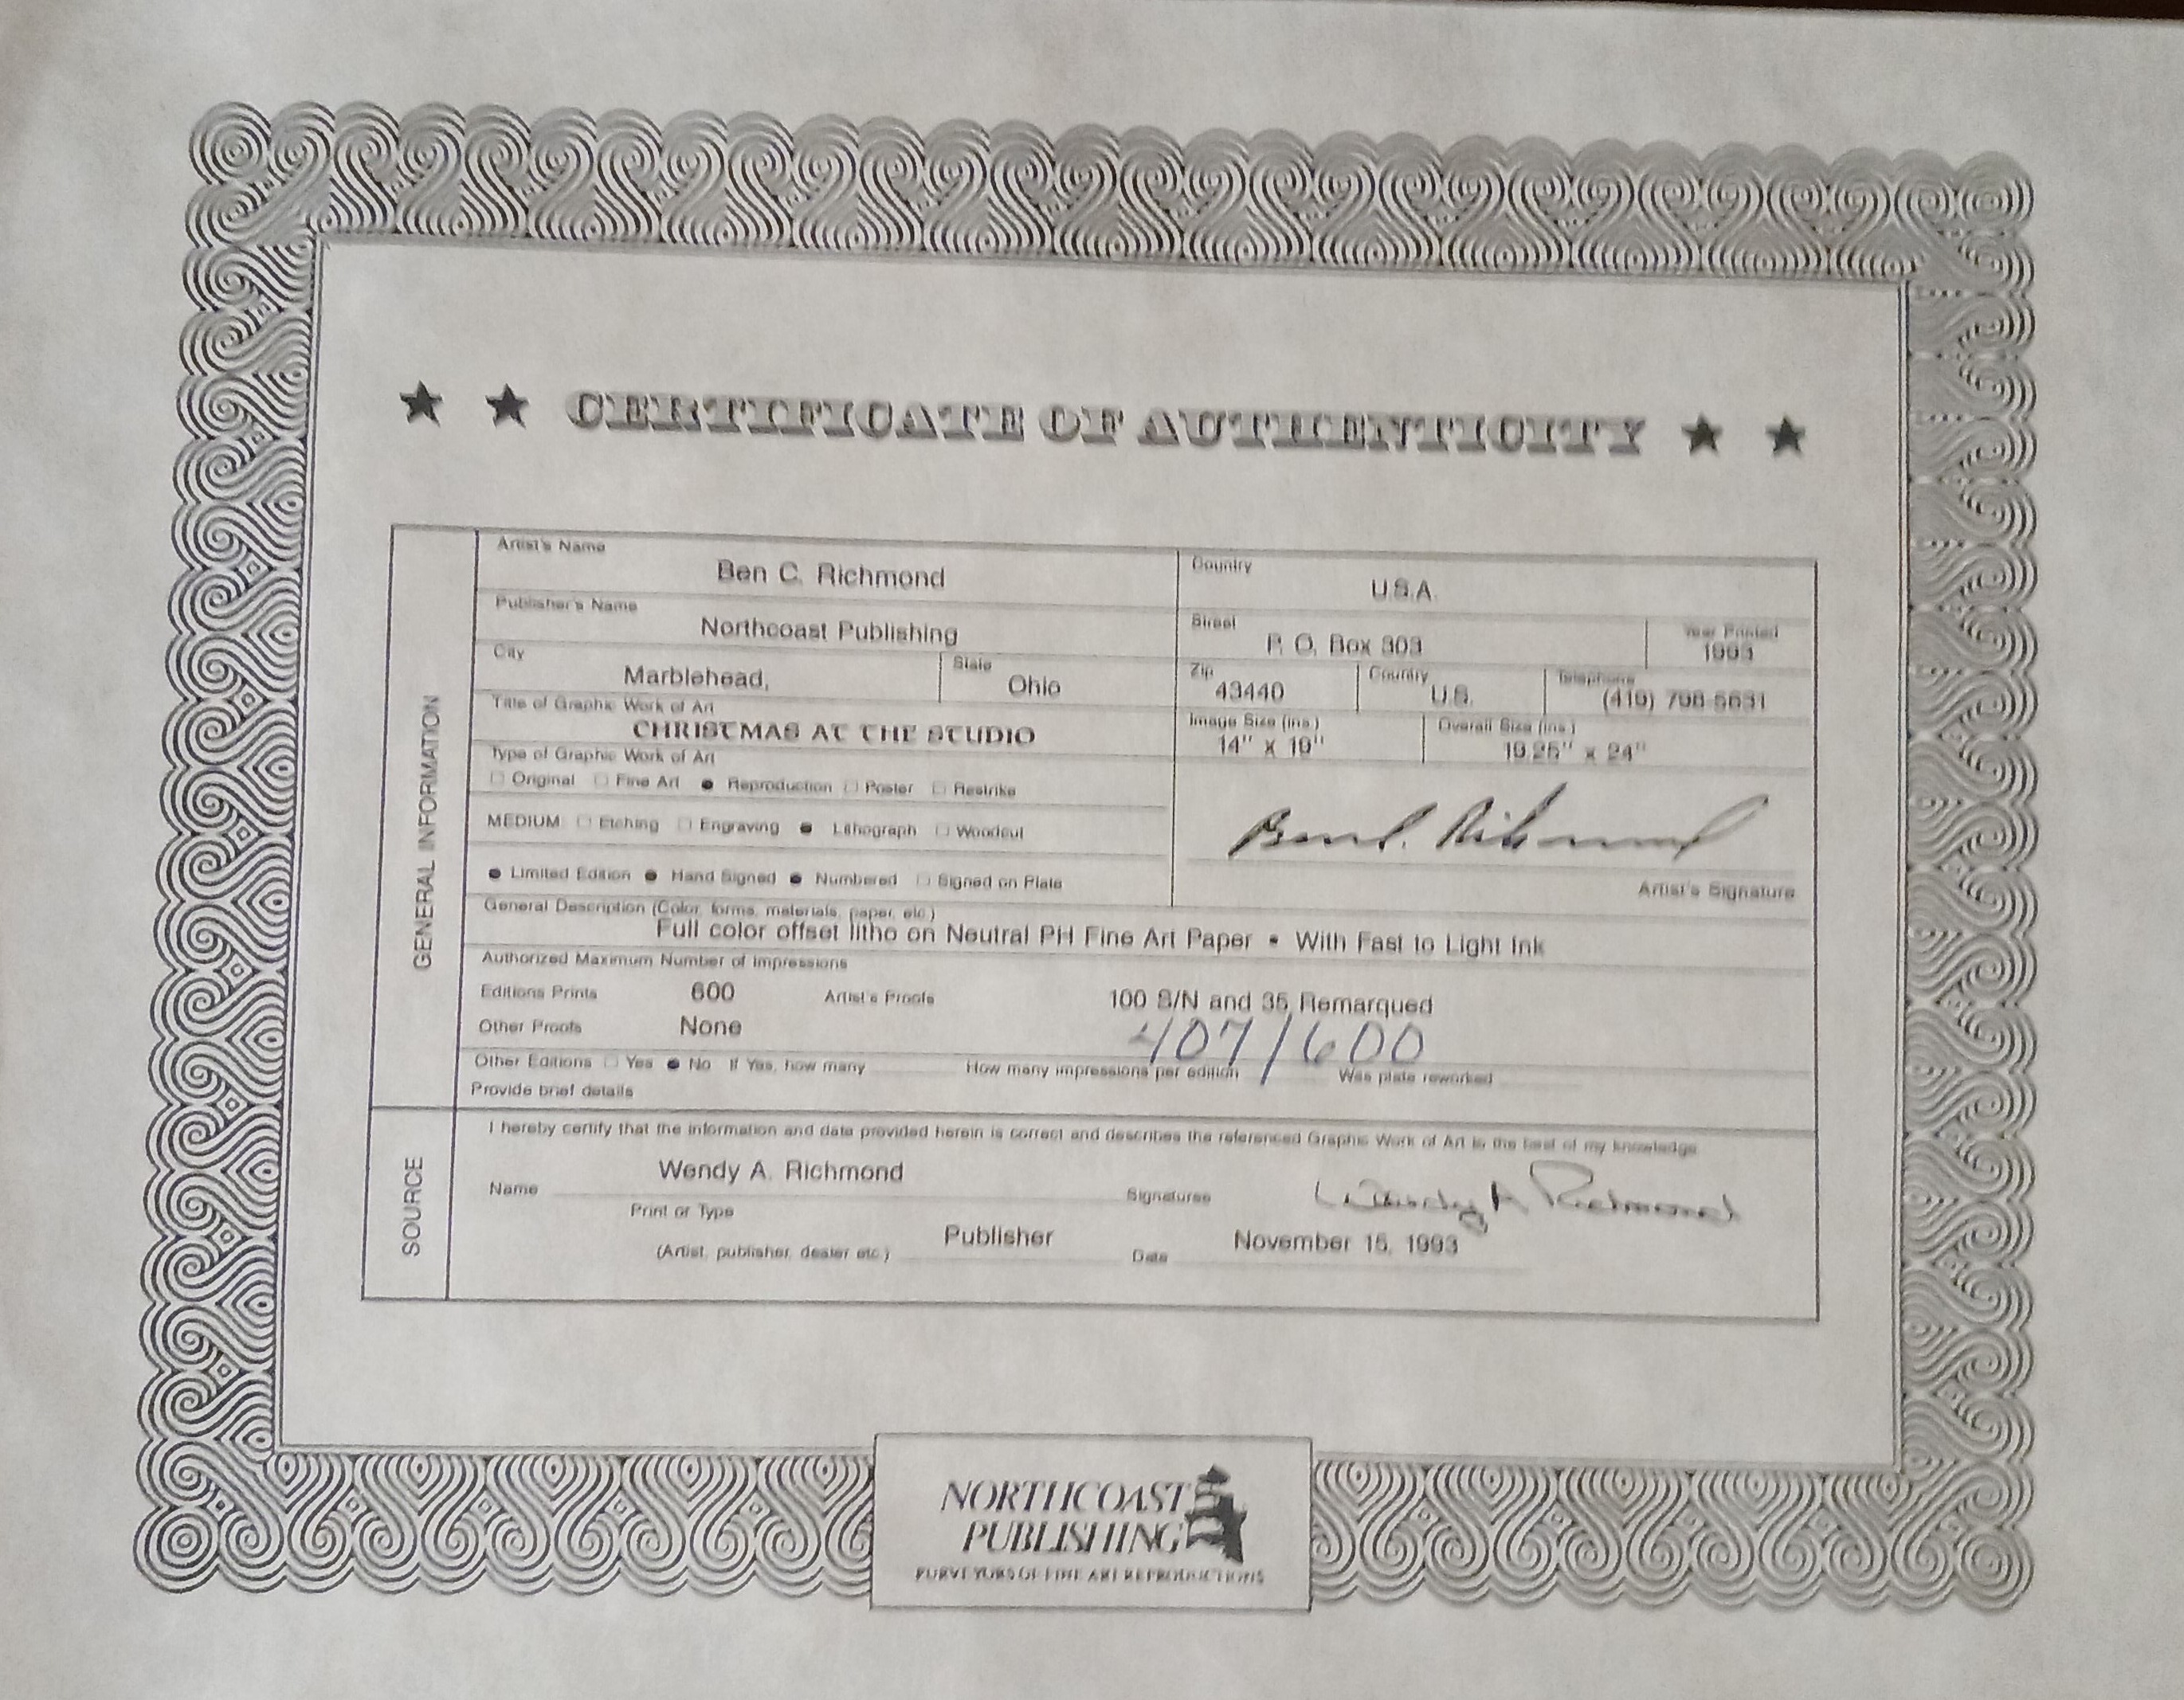 CERTIFICATE OF AUTHENTICITY
GENERAL INFORMATION
Artist's Name
Ben C. Richmond
Country
U.S.A.
Publisher's Name
Northcoast Publishing
Street
P. O. Box 303
Year Printed
1993
City
Marblehead,
State
Ohio
Zip
43440
Country
U.S.
Telephone
(419) 798-5631
Title of Graphic Work of Art
CHRISTMAS AT THE STUDIO
Image Size (ins.)
14" x 19"
Overall Size (ins.)
19.25" x 24"
Type of Graphic Work of Art
Original Fine Art Reproduction Poster Restrike
MEDIUM: Etching Engraving Lithograph Woodcut
Limited Edition Hand Signed Numbered Signed on Plate
Ben C. Richmond
Artist's Signature
General Description (Color, forms, materials, paper, etc.)
Full color offset litho on Neutral PH Fine Art Paper • With Fast to Light Ink
Authorized Maximum Number of Impressions
Editions Prints 600 Artist's Proofs 100 S/N and 35 Remarqued
Other Proofs None 407/600
Other Editions Yes No If Yes, how many How many impressions per edition Was plate reworked
Provide brief details
SOURCE
I hereby certify that the information and data provided herein is correct and describes the referenced Graphic Work of Art to the best of my knowledge.
Name Wendy A. Richmond Signatures Wendy A Richmond
Print or Type
(Artist, publisher, dealer etc.) Publisher Date November 15, 1993
NORTHCOAST
PUBLISHING
PURVEYORS OF FINE ART REPRODUCTIONS